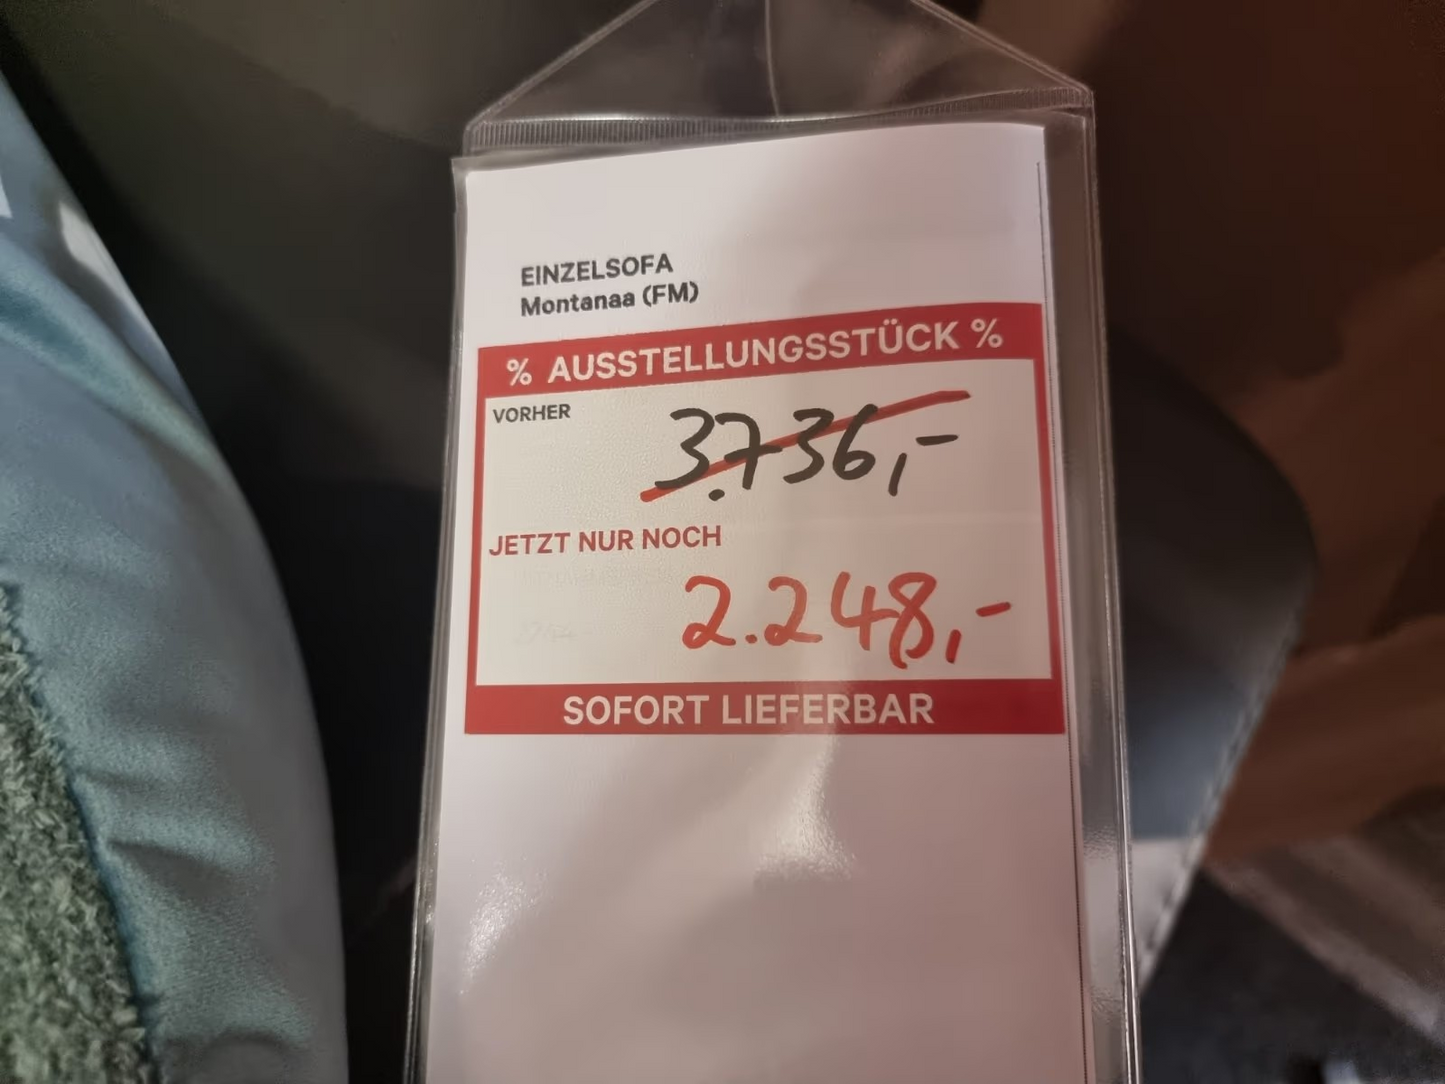 EINZELSOFA
Montanaa (FM)
% AUSSTELLUNGSSTÜCK %
VORHER
3.736,-
JETZT NUR NOCH
2.248,-
SOFORT LIEFERBAR